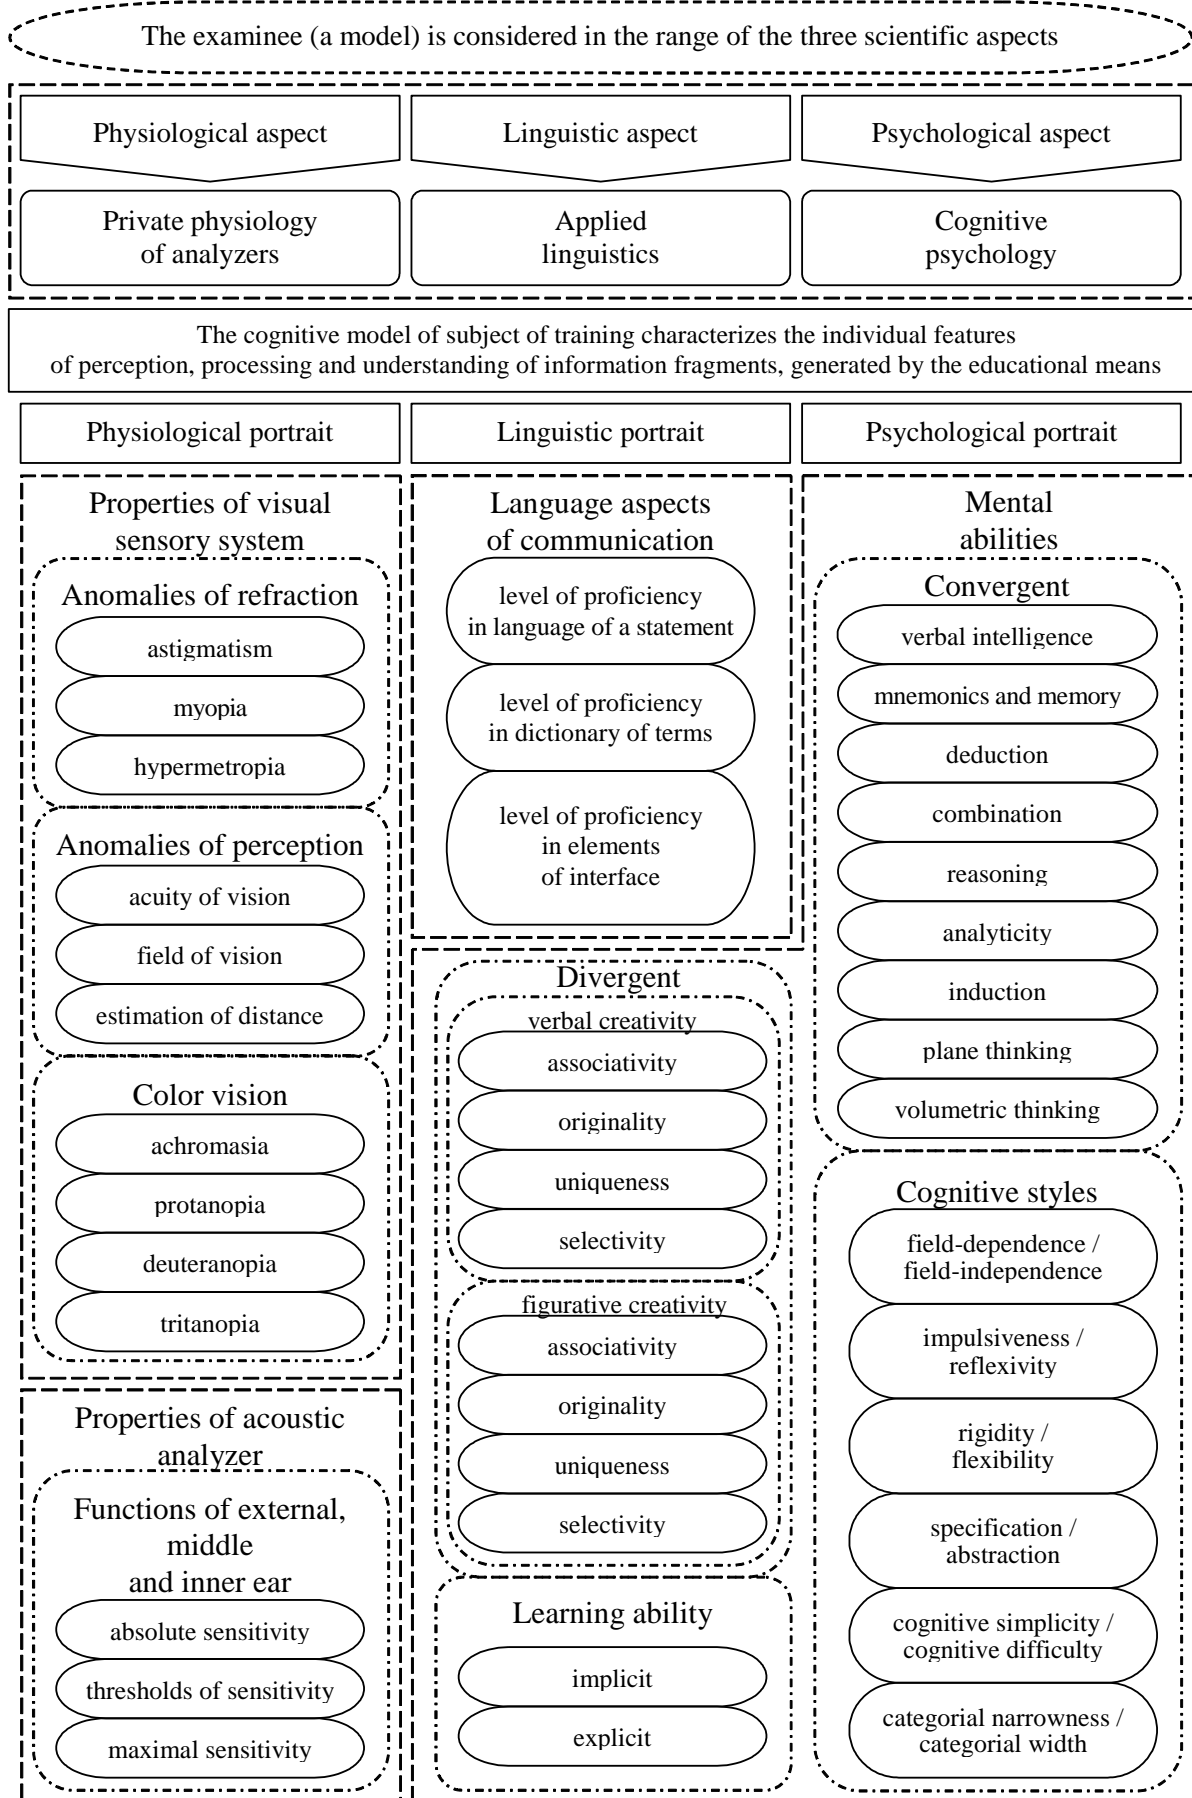 The examinee (a model) is considered in the range of the three scientific aspects
Physiological aspect
Linguistic aspect
Psychological aspect
Private physiology
of analyzers
Applied
linguistics
Cognitive
psychology
The cognitive model of subject of training characterizes the individual features
of perception, processing and understanding of information fragments, generated by the educational means
Physiological portrait
Linguistic portrait
Psychological portrait
Properties of visual
sensory system
Anomalies of refraction
astigmatism
myopia
hypermetropia
Anomalies of perception
acuity of vision
field of vision
estimation of distance
Color vision
achromasia
protanopia
deuteranopia
tritanopia
Properties of acoustic
analyzer
Functions of external,
middle
and inner ear
absolute sensitivity
thresholds of sensitivity
maximal sensitivity
Language aspects
of communication
level of proficiency
in language of a statement
level of proficiency
in dictionary of terms
level of proficiency
in elements
of interface
Divergent
verbal creativity
associativity
originality
uniqueness
selectivity
figurative creativity
associativity
originality
uniqueness
selectivity
Learning ability
implicit
explicit
Mental
abilities
Convergent
verbal intelligence
mnemonics and memory
deduction
combination
reasoning
analyticity
induction
plane thinking
volumetric thinking
Cognitive styles
field-dependence /
field-independence
impulsiveness /
reflexivity
rigidity /
flexibility
specification /
abstraction
cognitive simplicity /
cognitive difficulty
categorial narrowness /
categorial width